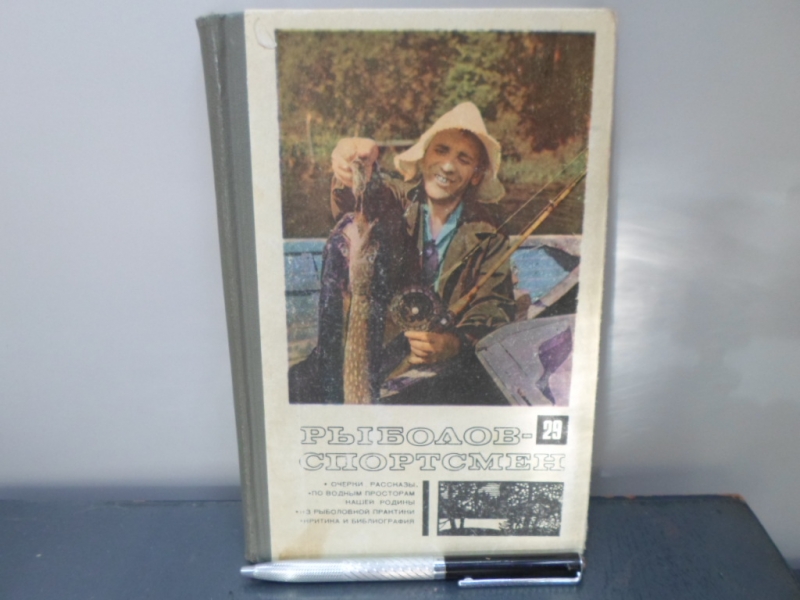 РЫБОЛОВ-
29
СПОРТСМЕН
• ОЧЕРКИ РАССКАЗЫ,
•ПО ВОДНЫМ ПРОСТОРАМ
НАШЕЙ РОДИНЫ
•ИЗ РЫБОЛОВНОЙ ПРАКТИКИ
•КРИТИКА И БИБЛИОГРАФИЯ